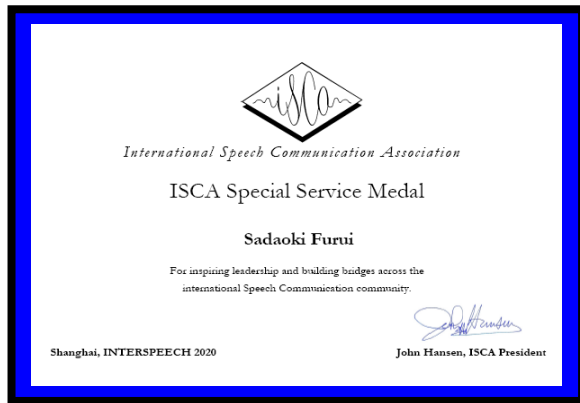 isca
International Speech Communication Association
ISCA Special Service Medal
Sadaoki Furui
For inspiring leadership and building bridges across the
international Speech Communication community.
Shanghai, INTERSPEECH 2020
John Hansen, ISCA President